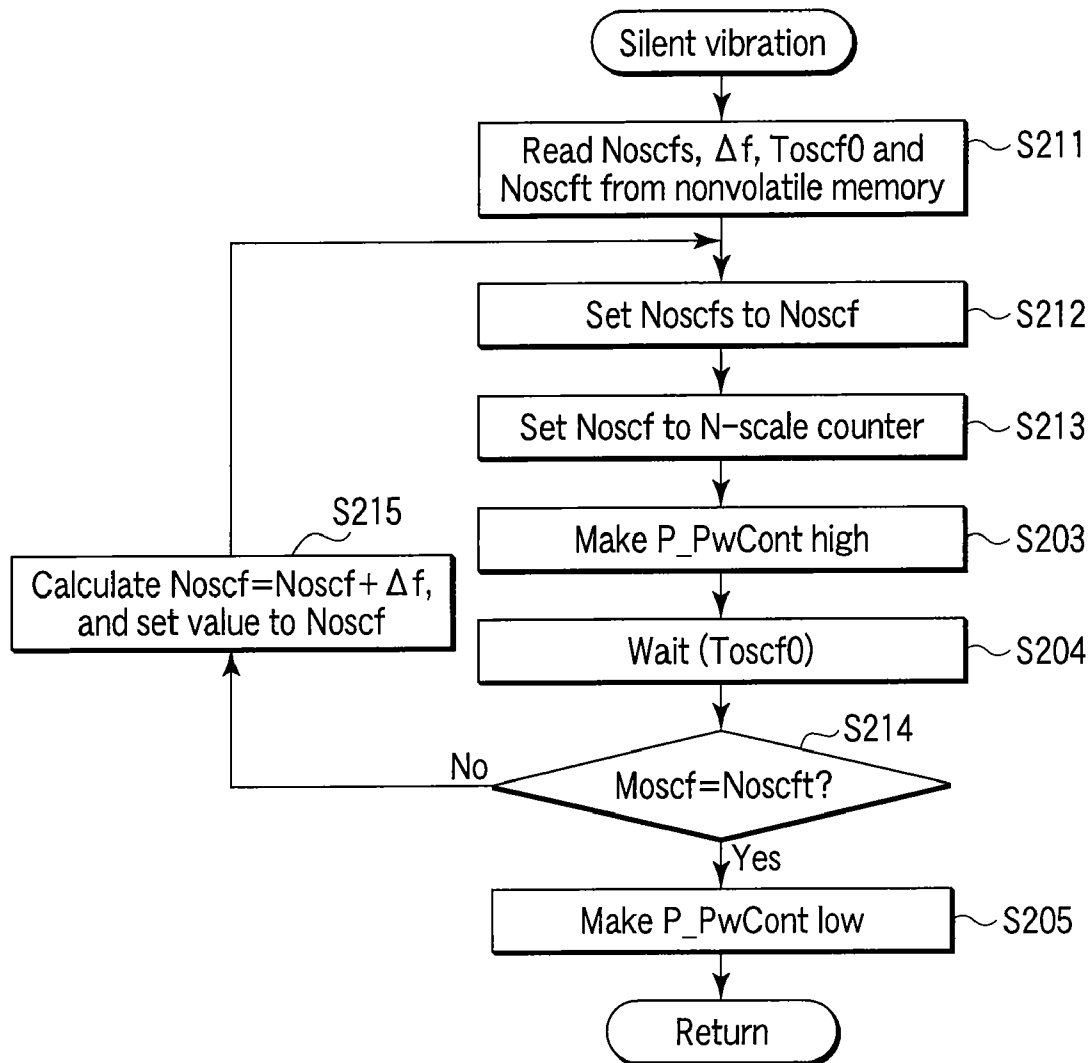 Silent vibration
Read Noscfs, Δf, Toscf0 and
Noscft from nonvolatile memory
S211
Set Noscfs to Noscf
S212
Set Noscf to N-scale counter
S213
S215
Calculate Noscf=Noscf+Δf,
and set value to Noscf
Make P_PwCont high
S203
Wait (Toscf0)
S204
S214
No
Moscf=Noscft?
Yes
Make P_PwCont low
S205
Return